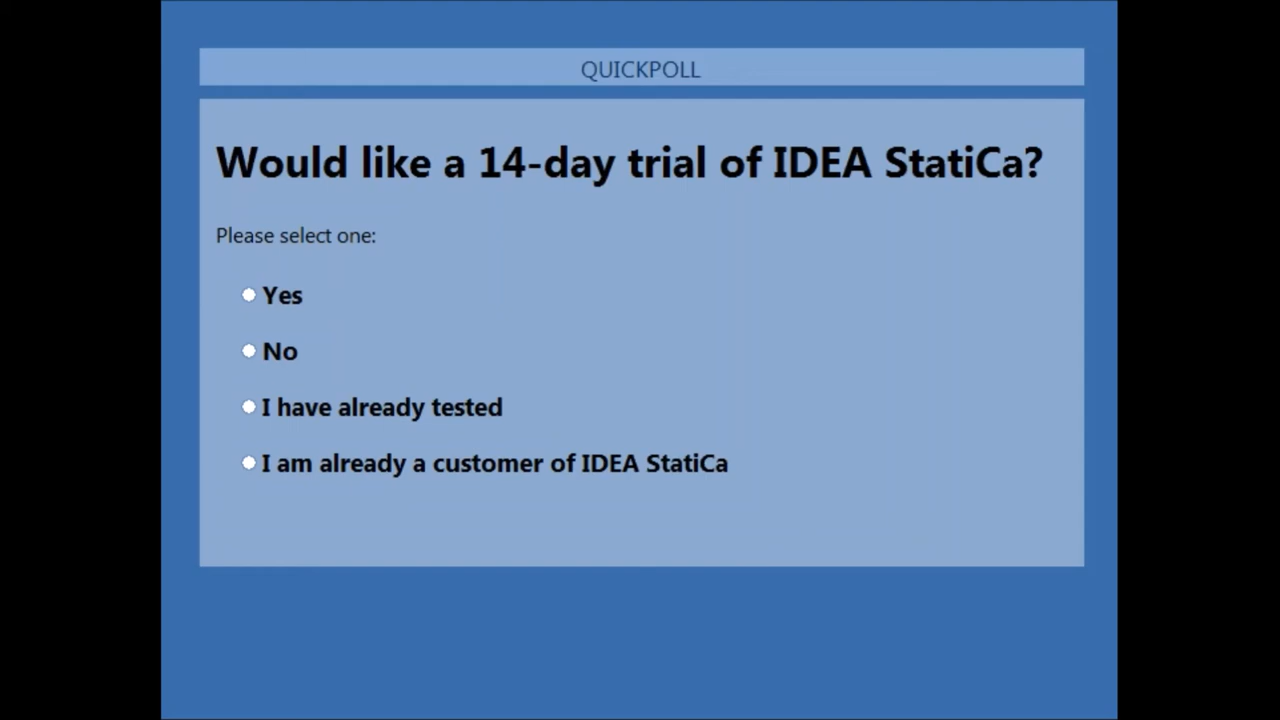 QUICKPOLL
Would like a 14-day trial of IDEA StatiCa?
Please select one:
Yes
No
I have already tested
I am already a customer of IDEA StatiCa